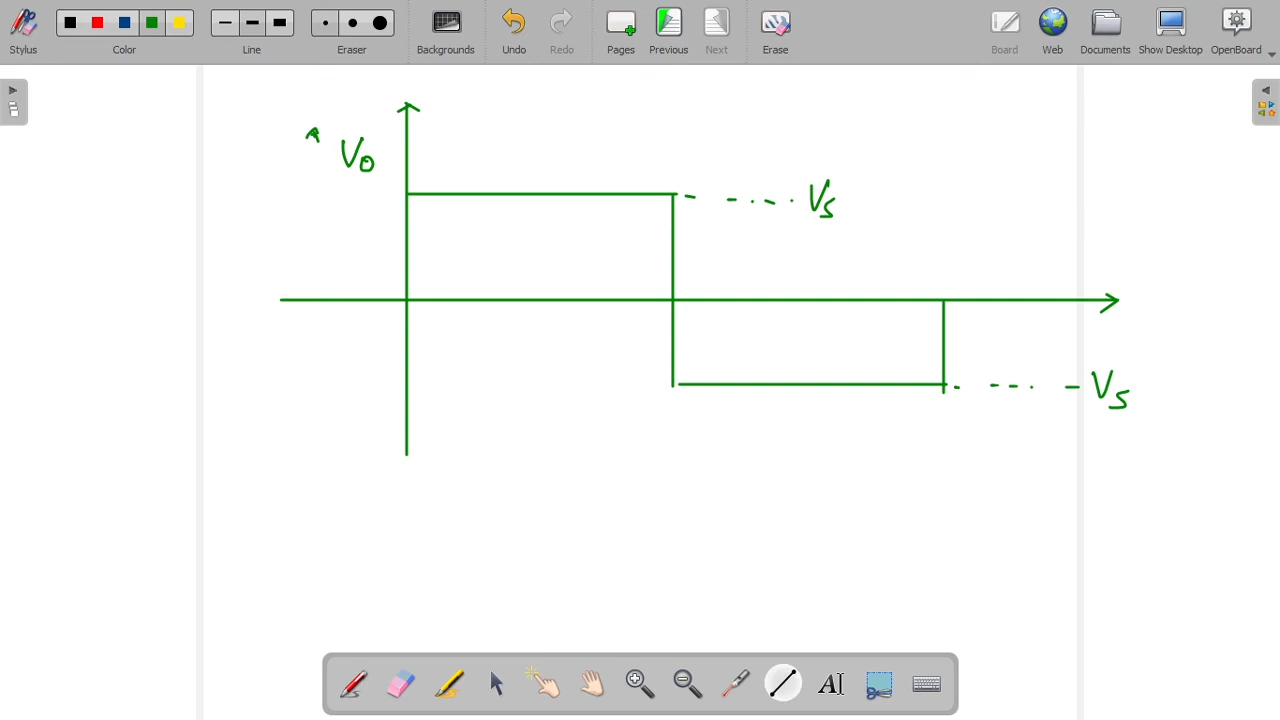 Stylus
Color
Line
Eraser
Backgrounds
Undo
Redo
Pages
Previous
Next
Erase
Board
Web
Documents
Show Desktop
OpenBoard
V0
Vs
- Vs
AI